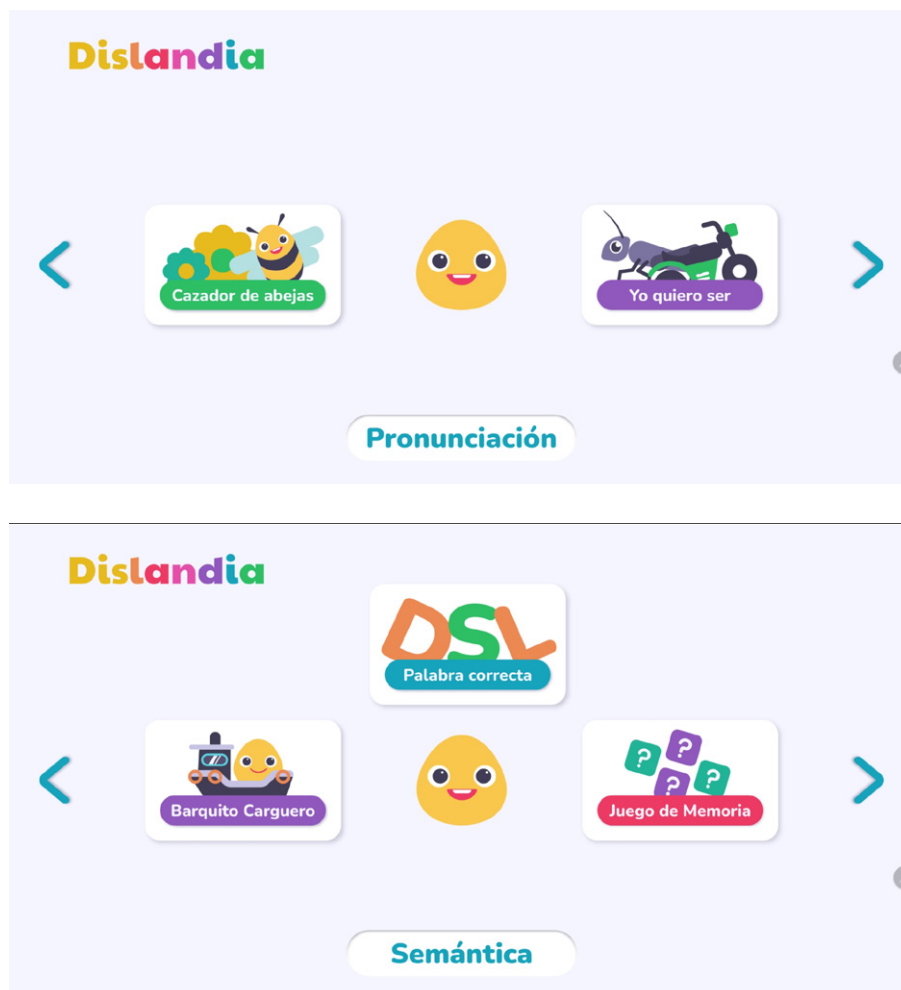 Dislandia
Cazador de abejas
Yo quiero ser
Pronunciación
Dislandia
DSL
Palabra correcta
? ? ? ?
Barquito Carguero
Juego de Memoria
Semántica